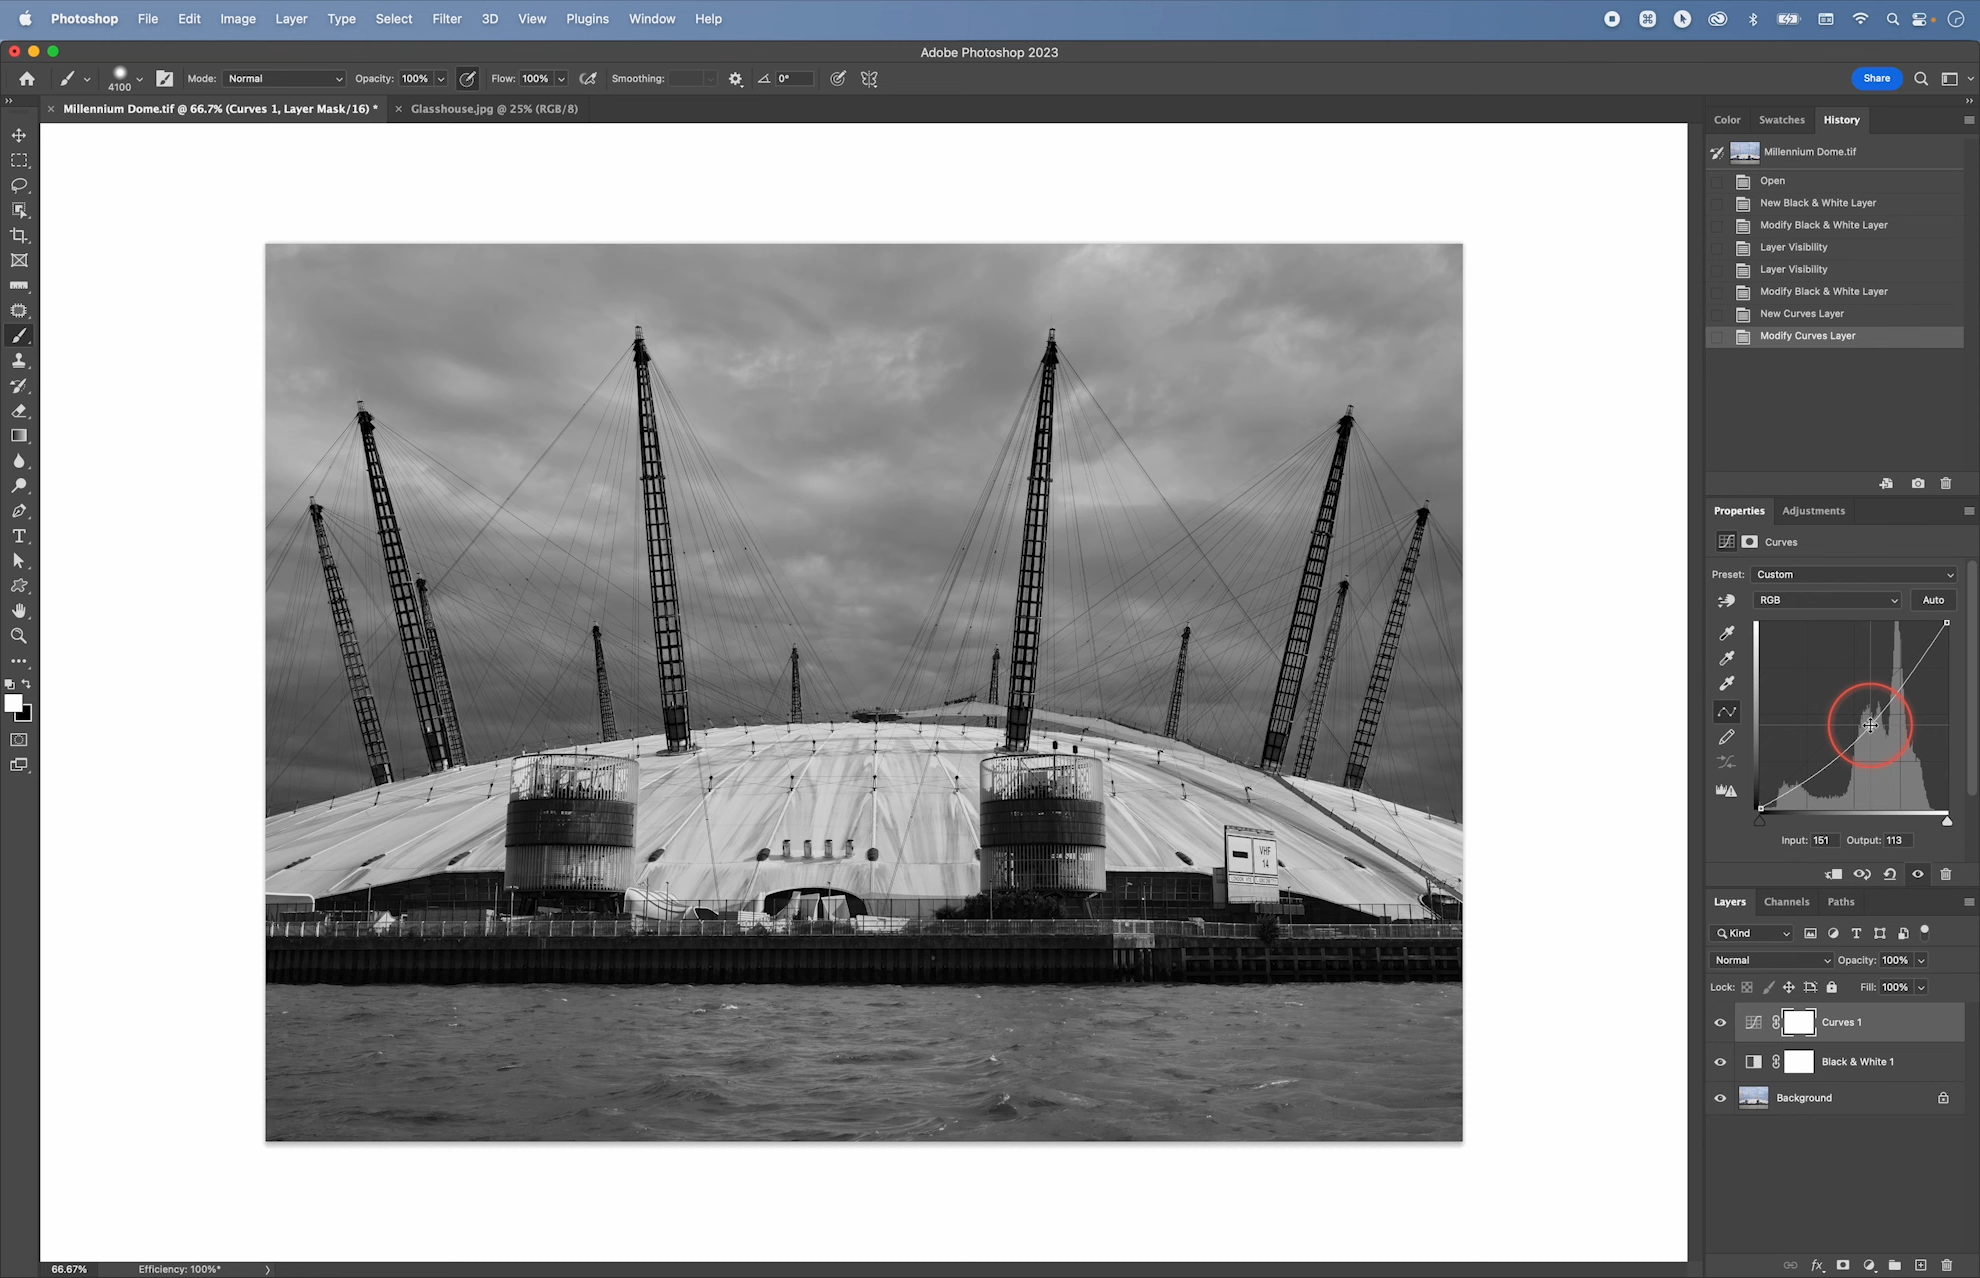 Photoshop File Edit Image Layer Type Select Filter 3D View Plugins Window Help
Adobe Photoshop 2023
4100 Mode: Normal Opacity: 100% Flow: 100% Smoothing: 0° Share
Millennium Dome.tif @ 66.7% (Curves 1, Layer Mask/16) * Glasshouse.jpg @ 25% (RGB/8)
Color Swatches History
Millennium Dome.tif
Open
New Black & White Layer
Modify Black & White Layer
Layer Visibility
Layer Visibility
Modify Black & White Layer
New Curves Layer
Modify Curves Layer
Properties Adjustments
Curves
Preset: Custom
RGB Auto
Input: 151 Output: 113
VHF
14
Layers Channels Paths
Kind
Normal Opacity: 100%
Lock: Fill: 100%
Curves 1
Black & White 1
Background
66.67% Efficiency: 100%*